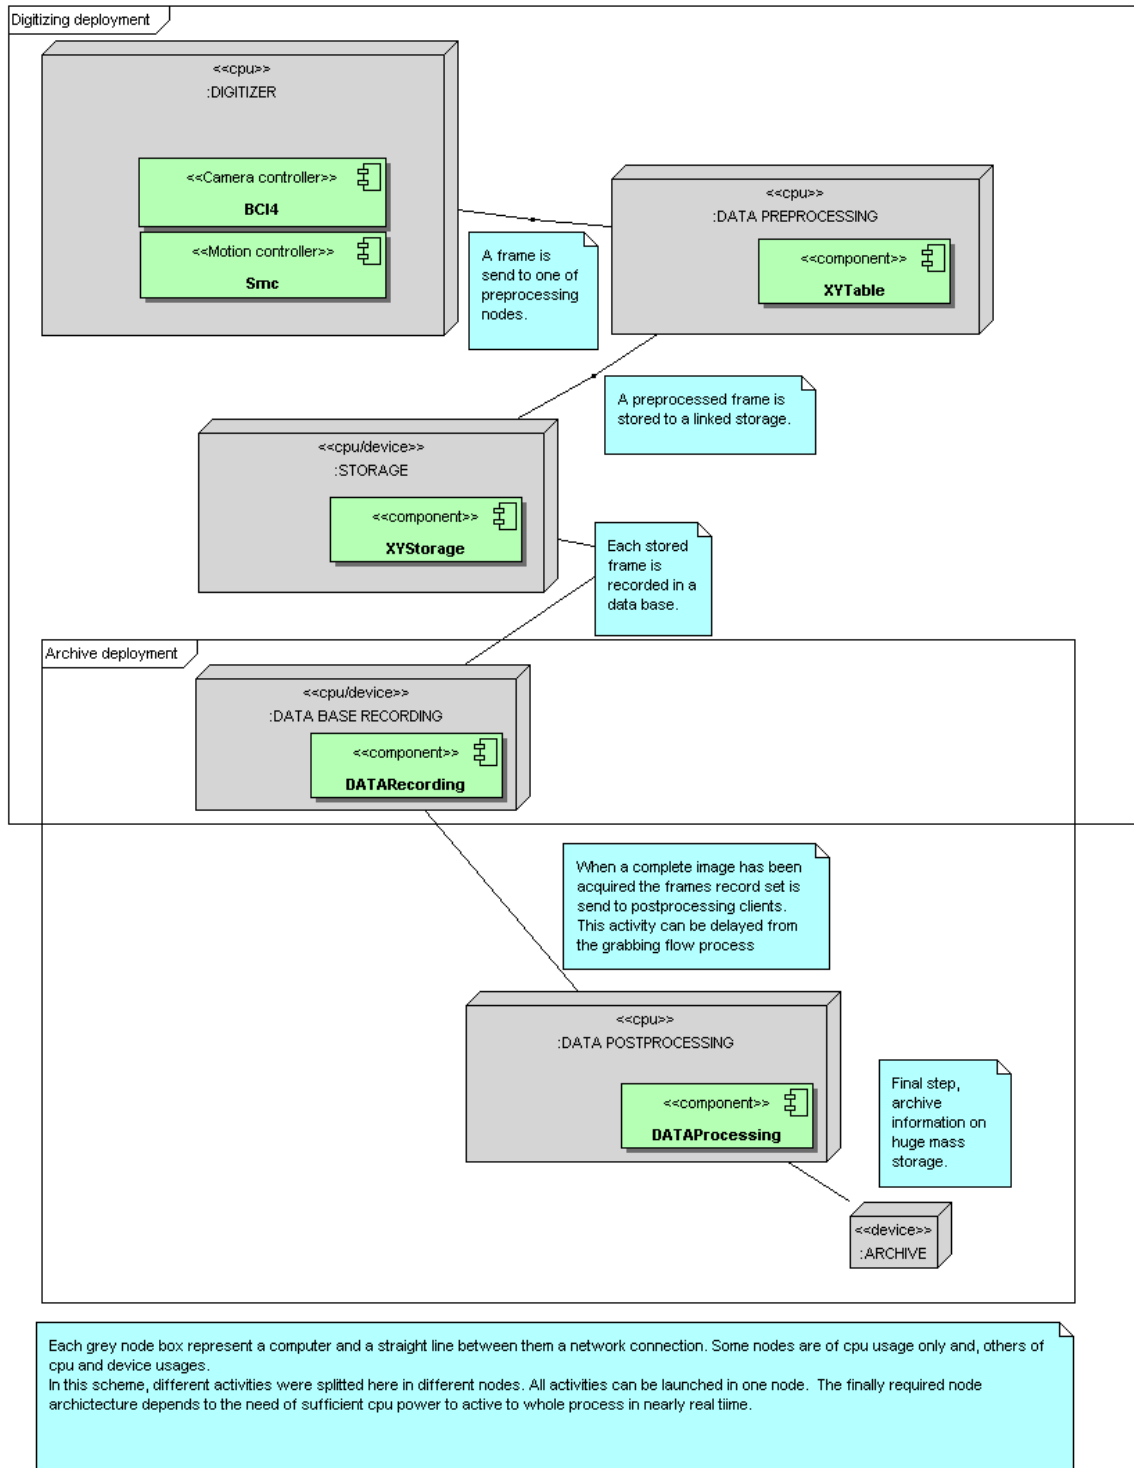 Digitizing deployment
<<cpu>>
:DIGITIZER
<<Camera controller>>
BCI4
<<Motion controller>>
Smc
<<cpu>>
:DATA PREPROCESSING
<<component>>
XYTable
A frame is
send to one of
preprocessing
nodes.
A preprocessed frame is
stored to a linked storage.
<<cpu/device>>
:STORAGE
<<component>>
XYStorage
Each stored
frame is
recorded in a
data base.
Archive deployment
<<cpu/device>>
:DATA BASE RECORDING
<<component>>
DATARecording
When a complete image has been
acquired the frames record set is
send to postprocessing clients.
This activity can be delayed from
the grabbing flow process
<<cpu>>
:DATA POSTPROCESSING
<<component>>
DATAProcessing
Final step,
archive
information on
huge mass
storage.
<<device>>
:ARCHIVE
Each grey node box represent a computer and a straight line between them a network connection. Some nodes are of cpu usage only and, others of
cpu and device usages.
In this scheme, different activities were splitted here in different nodes. All activities can be launched in one node. The finally required node
archictecture depends to the need of sufficient cpu power to active to whole process in nearly real tiime.